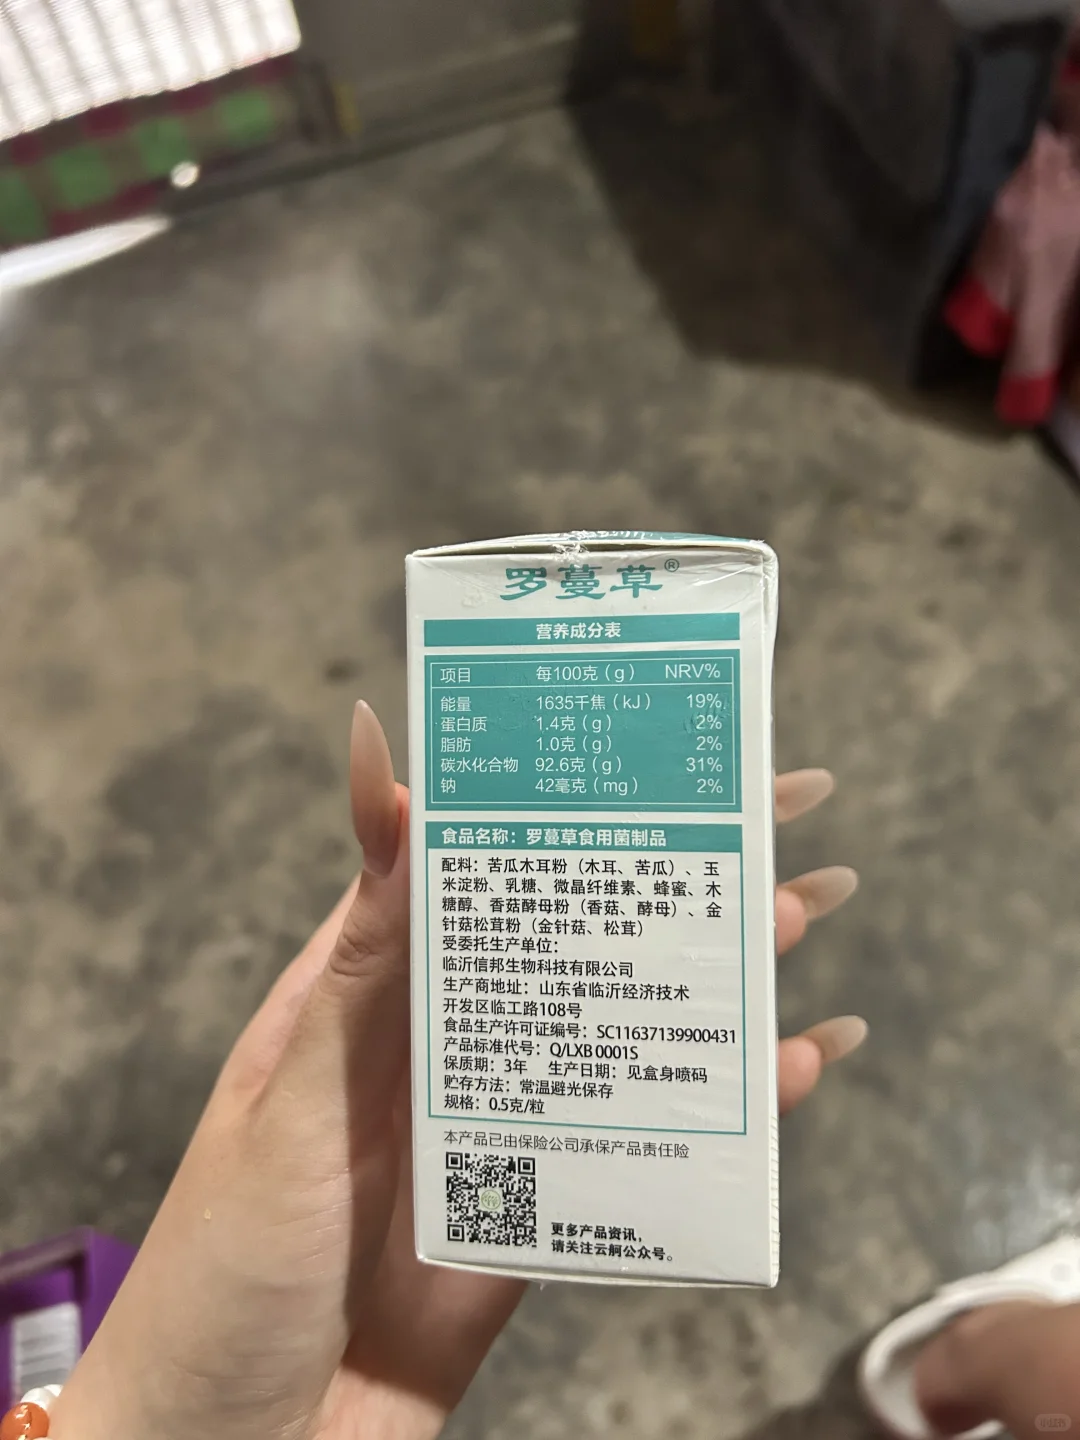 罗蔓草®
营养成分表
项目 每100克（g） NRV%
能量 1635千焦（kJ） 19%
蛋白质 1.4克（g） 2%
脂肪 1.0克（g） 2%
碳水化合物 92.6克（g） 31%
钠 42毫克（mg） 2%
食品名称：罗蔓草食用菌制品
配料：苦瓜木耳粉（木耳、苦瓜）、玉
米淀粉、乳糖、微晶纤维素、蜂蜜、木
糖醇、香菇酵母粉（香菇、酵母）、金
针菇松茸粉（金针菇、松茸）
受委托生产单位：
临沂信邦生物科技有限公司
生产商地址：山东省临沂经济技术
开发区临工路108号
食品生产许可证编号：SC11637139900431
产品标准代号：Q/LXB 0001S
保质期：3年 生产日期：见盒身喷码
贮存方法：常温避光保存
规格：0.5克/粒
本产品已由保险公司承保产品责任险
更多产品资讯，
请关注云舸公众号。
小红书